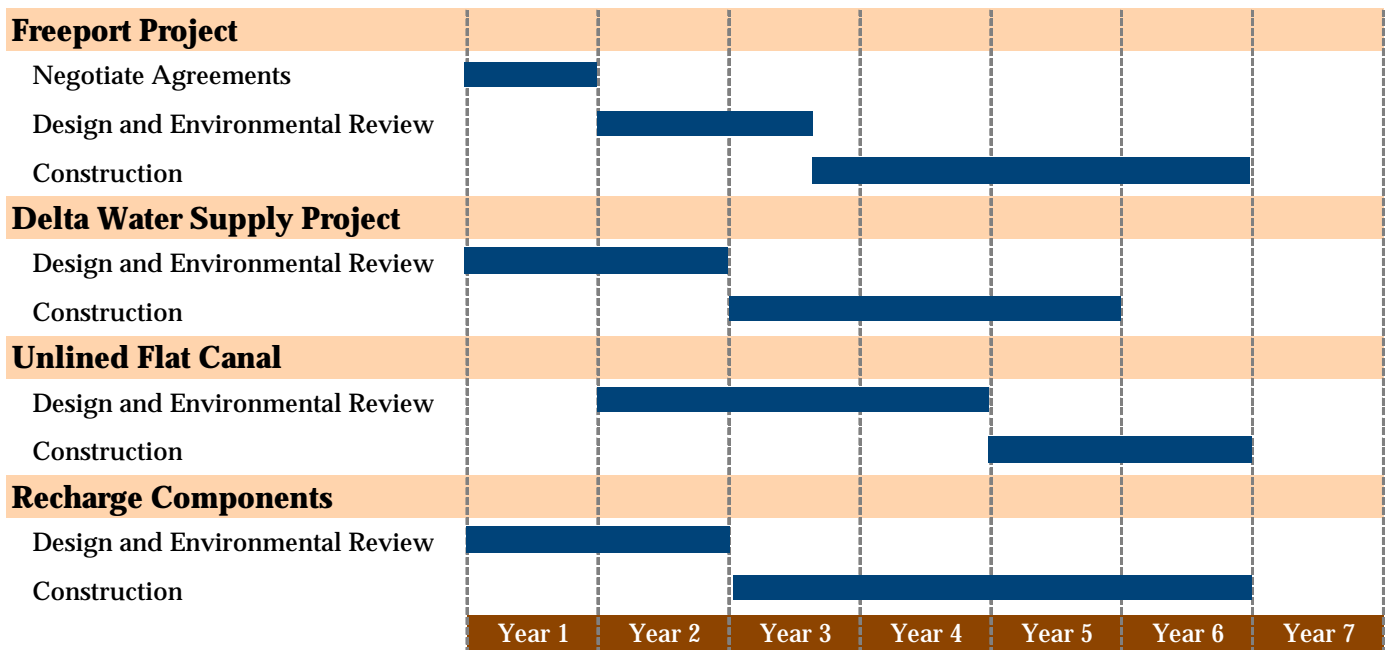 Freeport Project
Negotiate Agreements
Design and Environmental Review
Construction
Delta Water Supply Project
Design and Environmental Review
Construction
Unlined Flat Canal
Design and Environmental Review
Construction
Recharge Components
Design and Environmental Review
Construction
Year 1 Year 2 Year 3 Year 4 Year 5 Year 6 Year 7